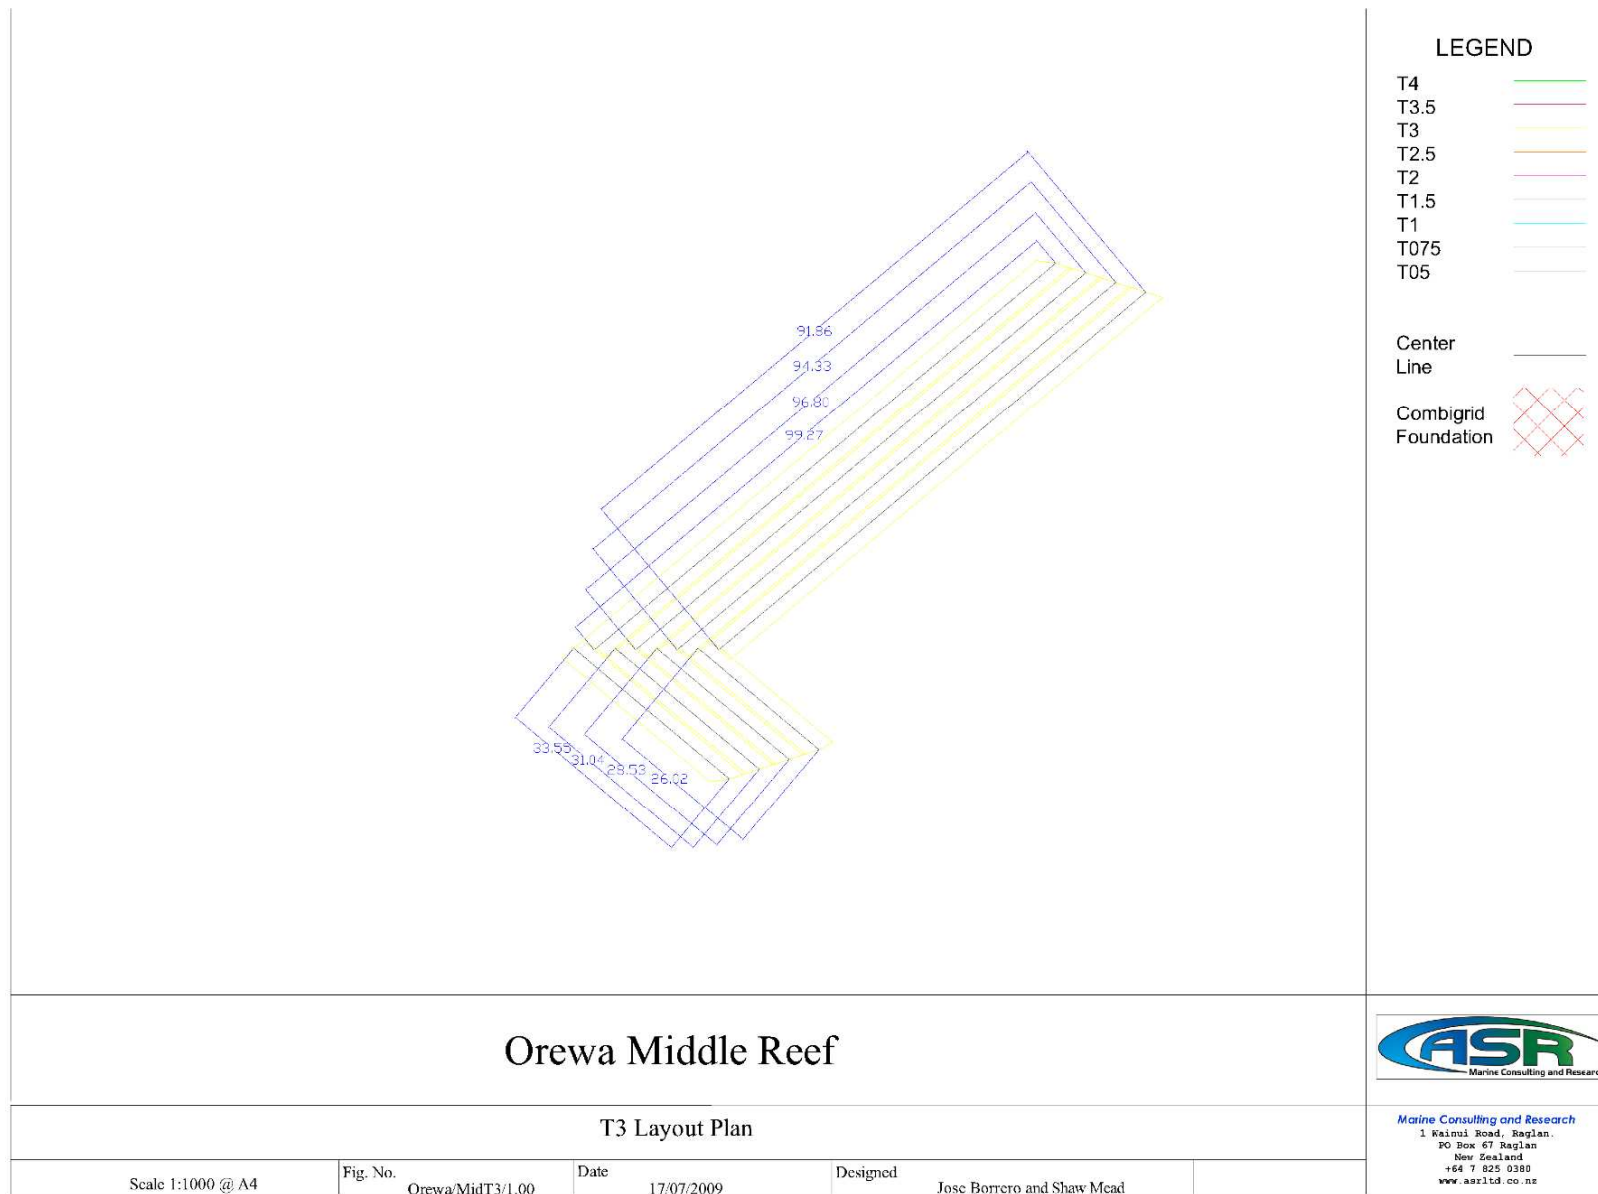 LEGEND
T4
T3.5
T3
T2.5
T2
T1.5
T1
T075
T05
Center
Line
Combigrid
Foundation
91.86
94.33
96.80
99.27
33.55
31.04
28.53
26.02
Orewa Middle Reef
ASR
Marine Consulting and Researc
T3 Layout Plan
Marine Consulting and Research
1 Wainui Road, Raglan.
PO Box 67 Raglan
New Zealand
+64 7 825 0380
www.asrltd.co.nz
Scale 1:1000 @ A4
Fig. No.
Orewa/MidT3/1.00
Date
17/07/2009
Designed
Jose Borrero and Shaw Mead